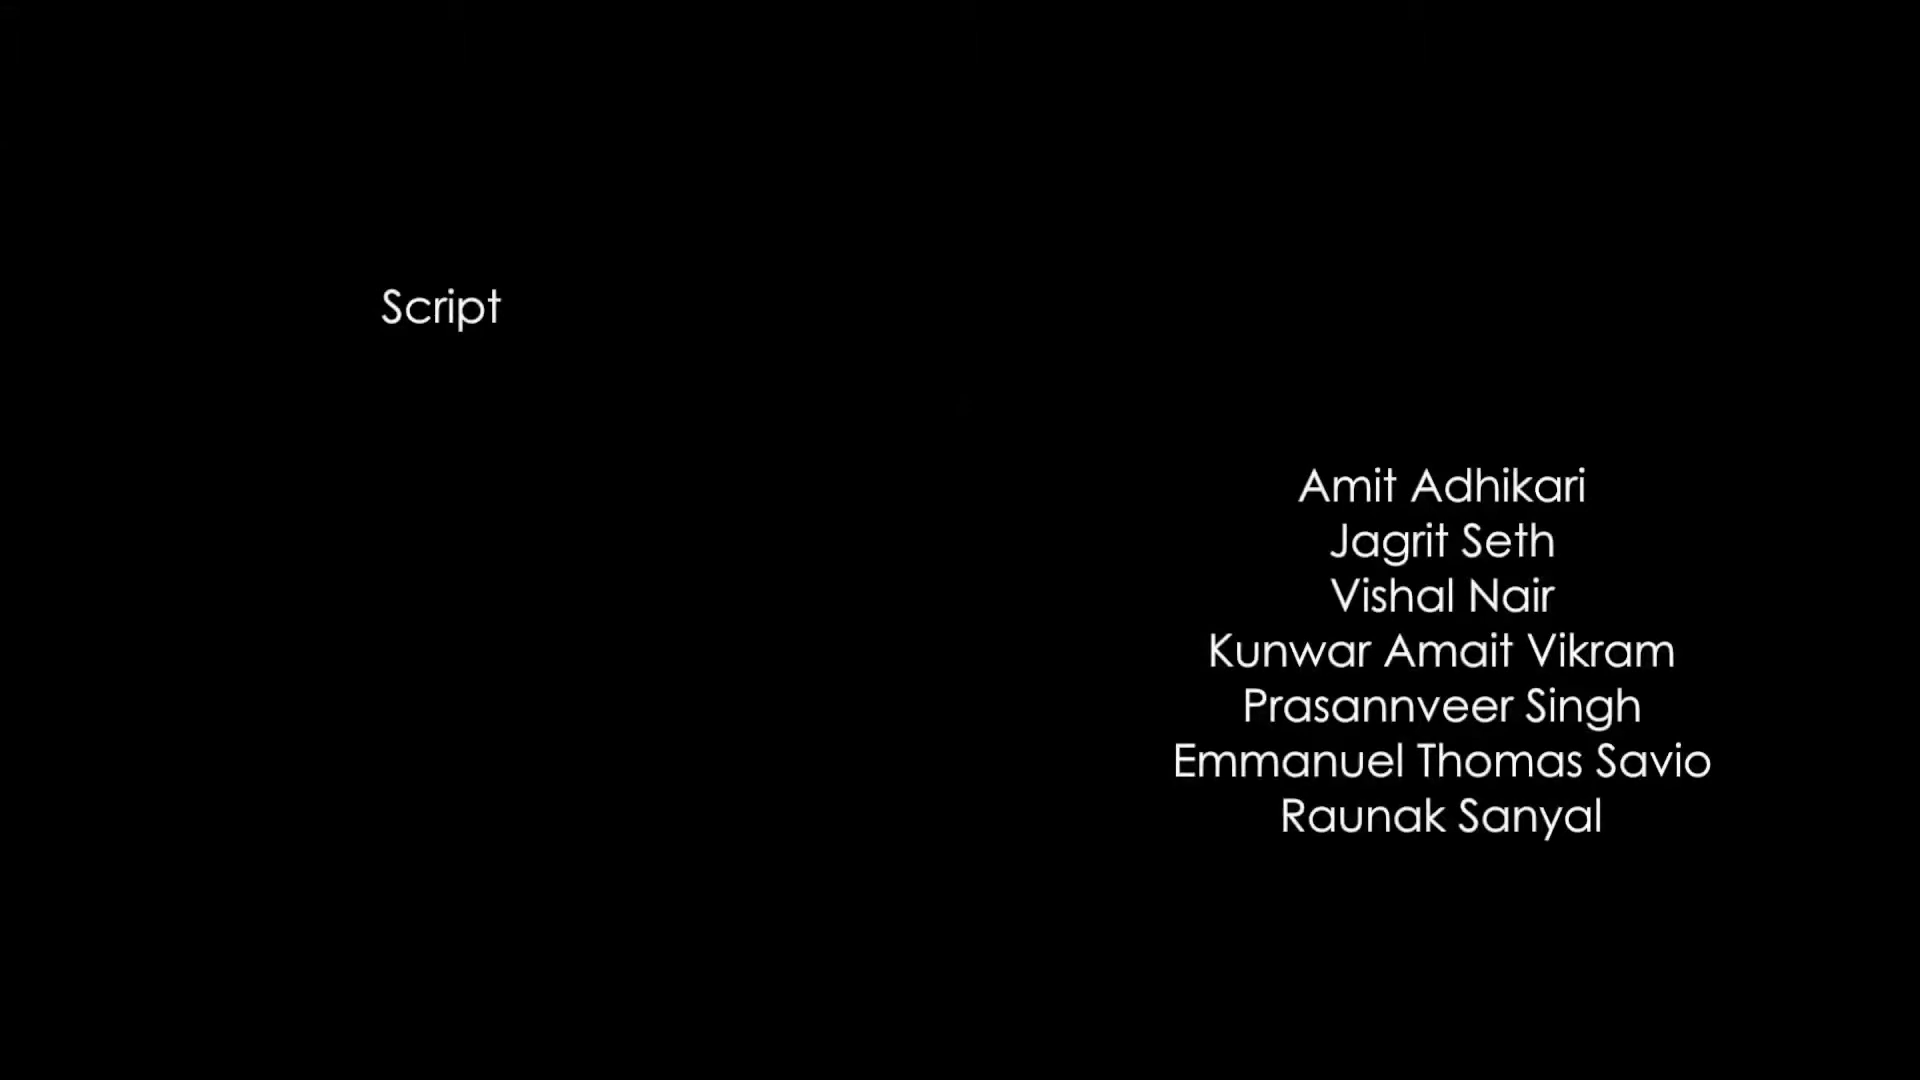 Script
Amit Adhikari
Jagrit Seth
Vishal Nair
Kunwar Amait Vikram
Prasannveer Singh
Emmanuel Thomas Savio
Raunak Sanyal